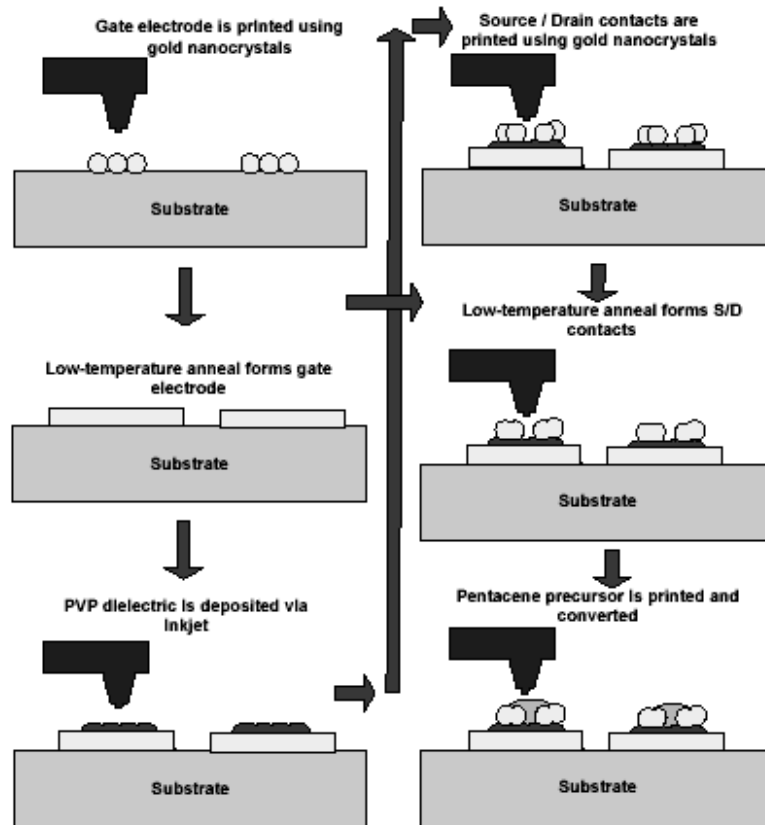 Gate electrode is printed using
gold nanocrystals
Substrate
Low-temperature anneal forms gate
electrode
Substrate
PVP dielectric is deposited via
Inkjet
Substrate
Source / Drain contacts are
printed using gold nanocrystals
Substrate
Low-temperature anneal forms S/D
contacts
Substrate
Pentacene precursor is printed and
converted
Substrate